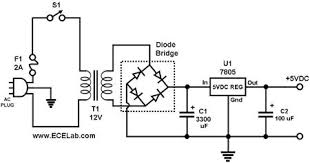 S1
F1
2A
AC
PLUG
www.ECELab.com
T1
12V
Diode
Bridge
U1
7805
In
5VDC REG
Out
Gnd
+5VDC
C1
3300
uF
C2
100 uF